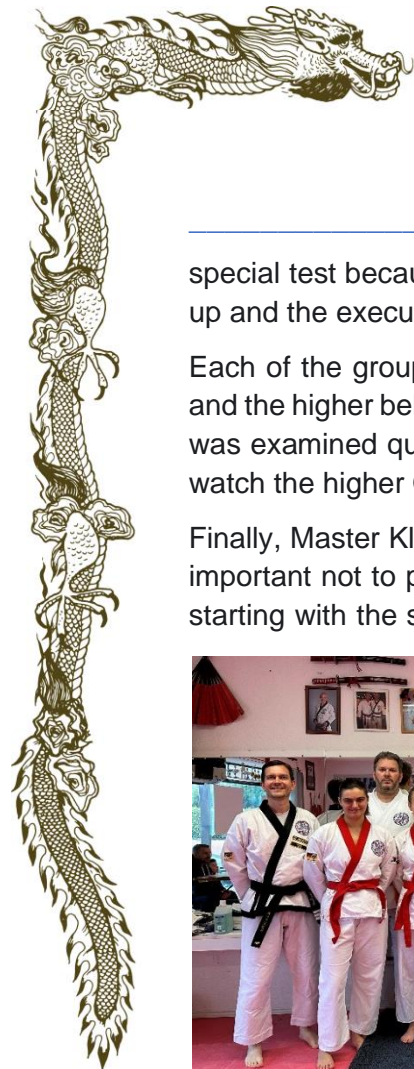 special test becau
up and the execu
Each of the group
and the higher be
was examined qu
watch the higher
Finally, Master Kl
important not to p
starting with the s